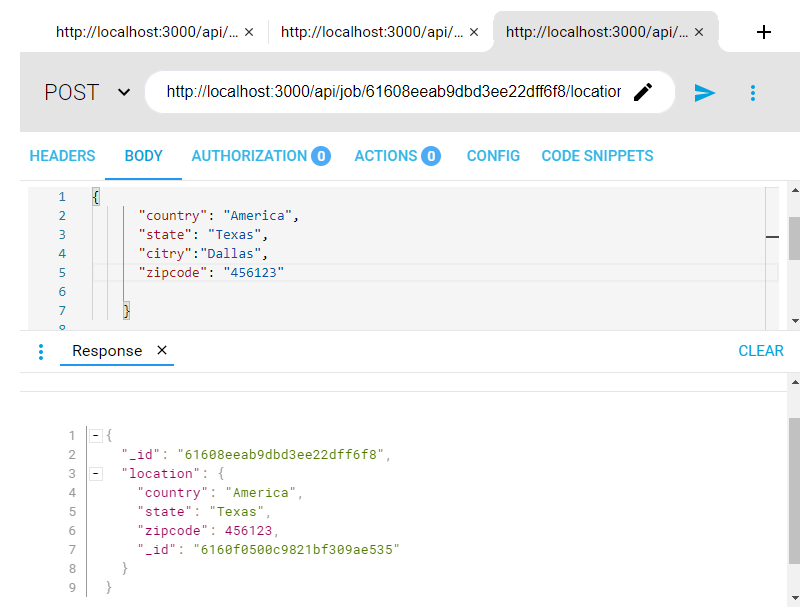 http://localhost:3000/api/... × http://localhost:3000/api/... × http://localhost:3000/api/... × +
POST http://localhost:3000/api/job/61608eeab9dbd3ee22dff6f8/location
HEADERS BODY AUTHORIZATION 0 ACTIONS 0 CONFIG CODE SNIPPETS
1 {
2 "country": "America",
3 "state": "Texas",
4 "citry":"Dallas",
5 "zipcode": "456123"
6
7 }
8
Response × CLEAR
1 - {
2 "_id": "61608eeab9dbd3ee22dff6f8",
3 - "location": {
4 "country": "America",
5 "state": "Texas",
6 "zipcode": 456123,
7 "_id": "6160f0500c9821bf309ae535"
8 }
9 }